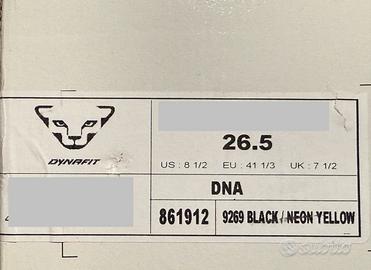 DYNAFIT
26.5
US : 8 1/2 EU : 41 1/3 UK : 7 1/2
DNA
861912
9269 BLACK / NEON YELLOW
subito